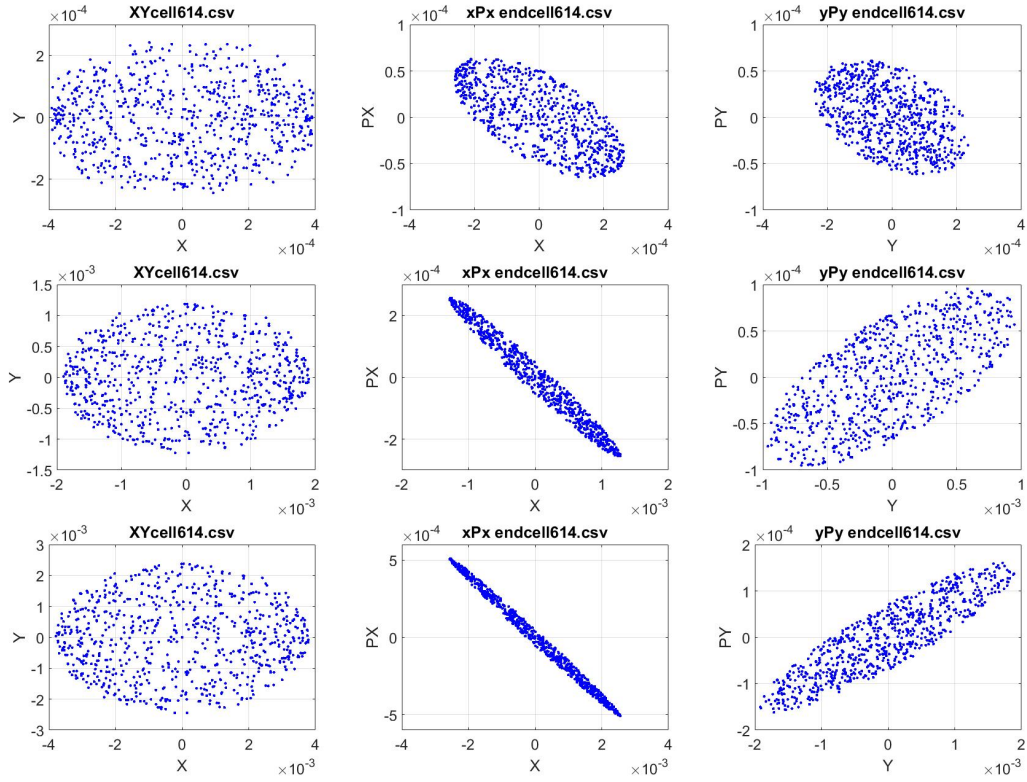 XYcell614.csv
×10⁻⁴
Y
2
0
-2
-4 -2 0 2 4
X
×10⁻⁴
xPx endcell614.csv
×10⁻⁴
PX
1
0.5
0
-0.5
-1
-4 -2 0 2 4
X
×10⁻⁴
yPy endcell614.csv
×10⁻⁴
PY
1
0.5
0
-0.5
-1
-4 -2 0 2 4
Y
×10⁻⁴
XYcell614.csv
×10⁻³
Y
1.5
1
0.5
0
-0.5
-1
-1.5
-2 -1 0 1 2
X
×10⁻³
xPx endcell614.csv
×10⁻⁴
PX
2
0
-2
-2 -1 0 1 2
X
×10⁻³
yPy endcell614.csv
×10⁻⁴
PY
1
0.5
0
-0.5
-1
-1 -0.5 0 0.5 1
Y
×10⁻³
XYcell614.csv
×10⁻³
Y
3
2
1
0
-1
-2
-3
-4 -2 0 2 4
X
×10⁻³
xPx endcell614.csv
×10⁻⁴
PX
5
0
-5
-4 -2 0 2 4
X
×10⁻³
yPy endcell614.csv
×10⁻⁴
PY
2
1
0
-1
-2
-2 -1 0 1 2
Y
×10⁻³